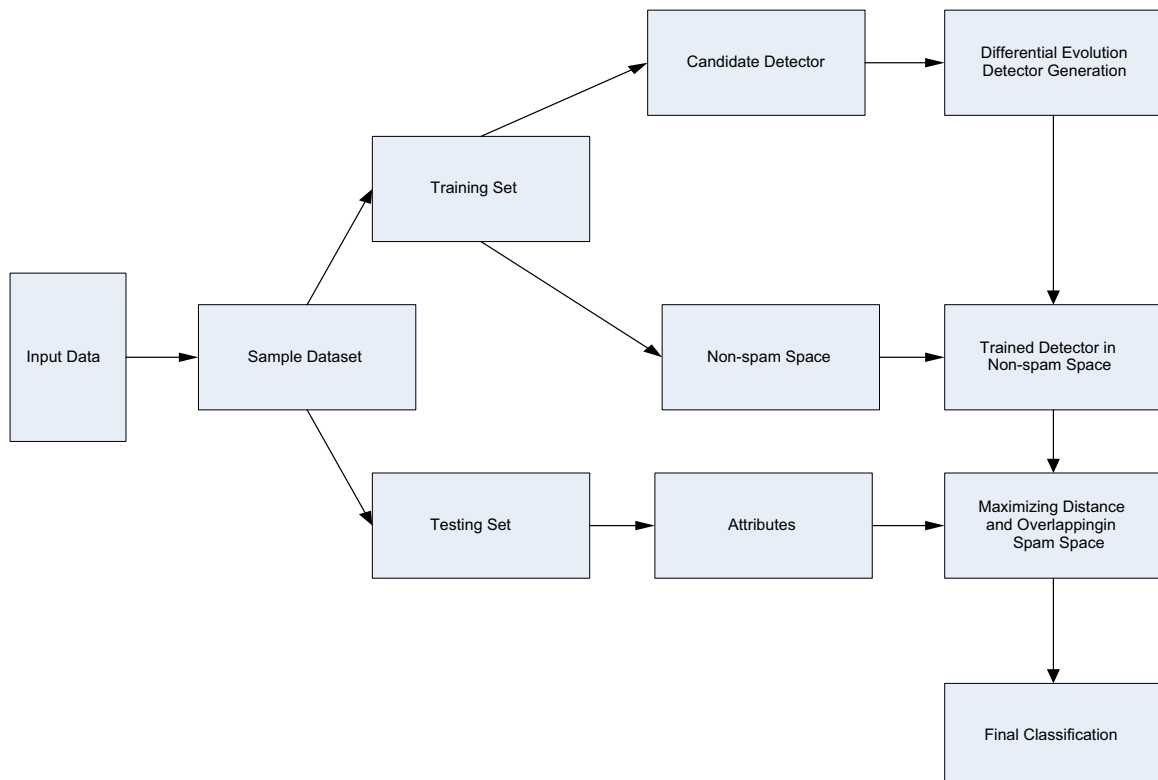 Candidate Detector
Differential Evolution
Detector Generation
Training Set
Input Data
Sample Dataset
Non-spam Space
Trained Detector in
Non-spam Space
Testing Set
Attributes
Maximizing Distance
and Overlappingin
Spam Space
Final Classification